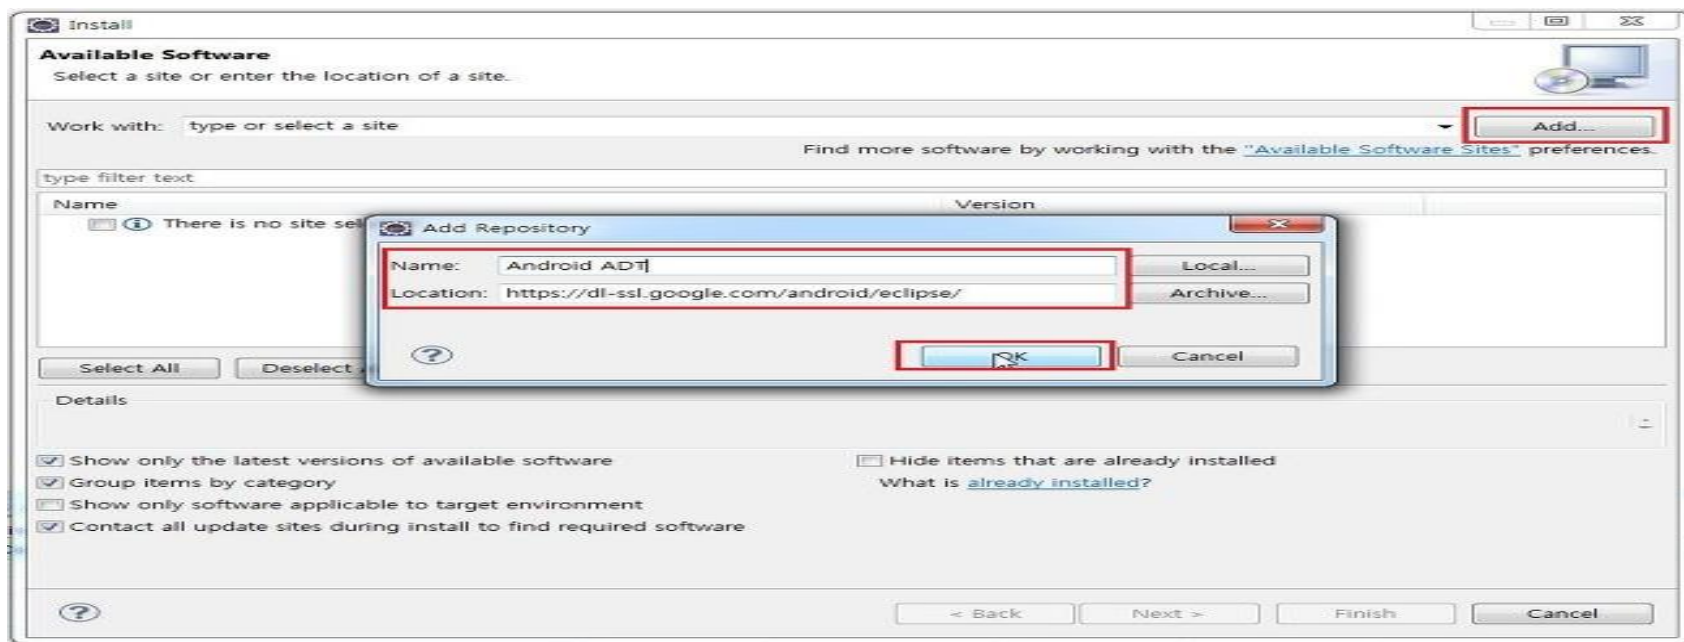 Install
Available Software
Select a site or enter the location of a site.
Work with: type or select a site Add...
Find more software by working with the "Available Software Sites" preferences.
type filter text
Name Version
There is no site sel
Add Repository
Name: Android ADT Local...
Location: https://dl-ssl.google.com/android/eclipse/ Archive...
OK Cancel
Select All Deselect
Details
Show only the latest versions of available software Hide items that are already installed
Group items by category What is already installed?
Show only software applicable to target environment
Contact all update sites during install to find required software
< Back Next > Finish Cancel